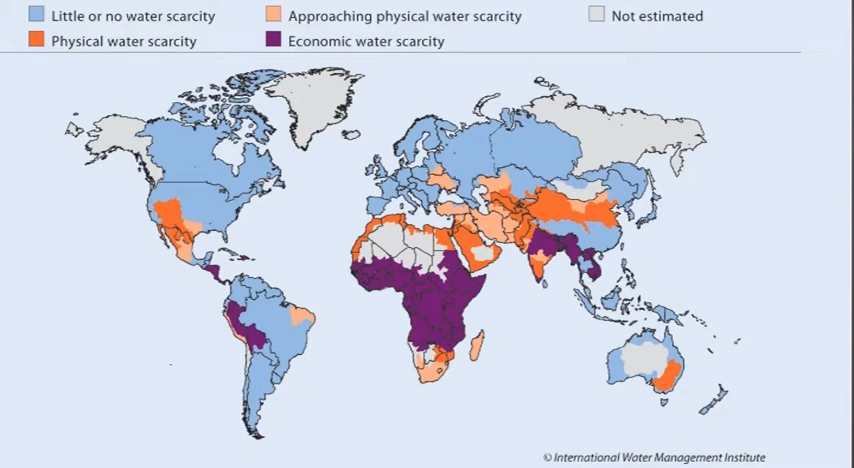 Little or no water scarcity
Approaching physical water scarcity
Not estimated
Physical water scarcity
Economic water scarcity
© International Water Management Institute